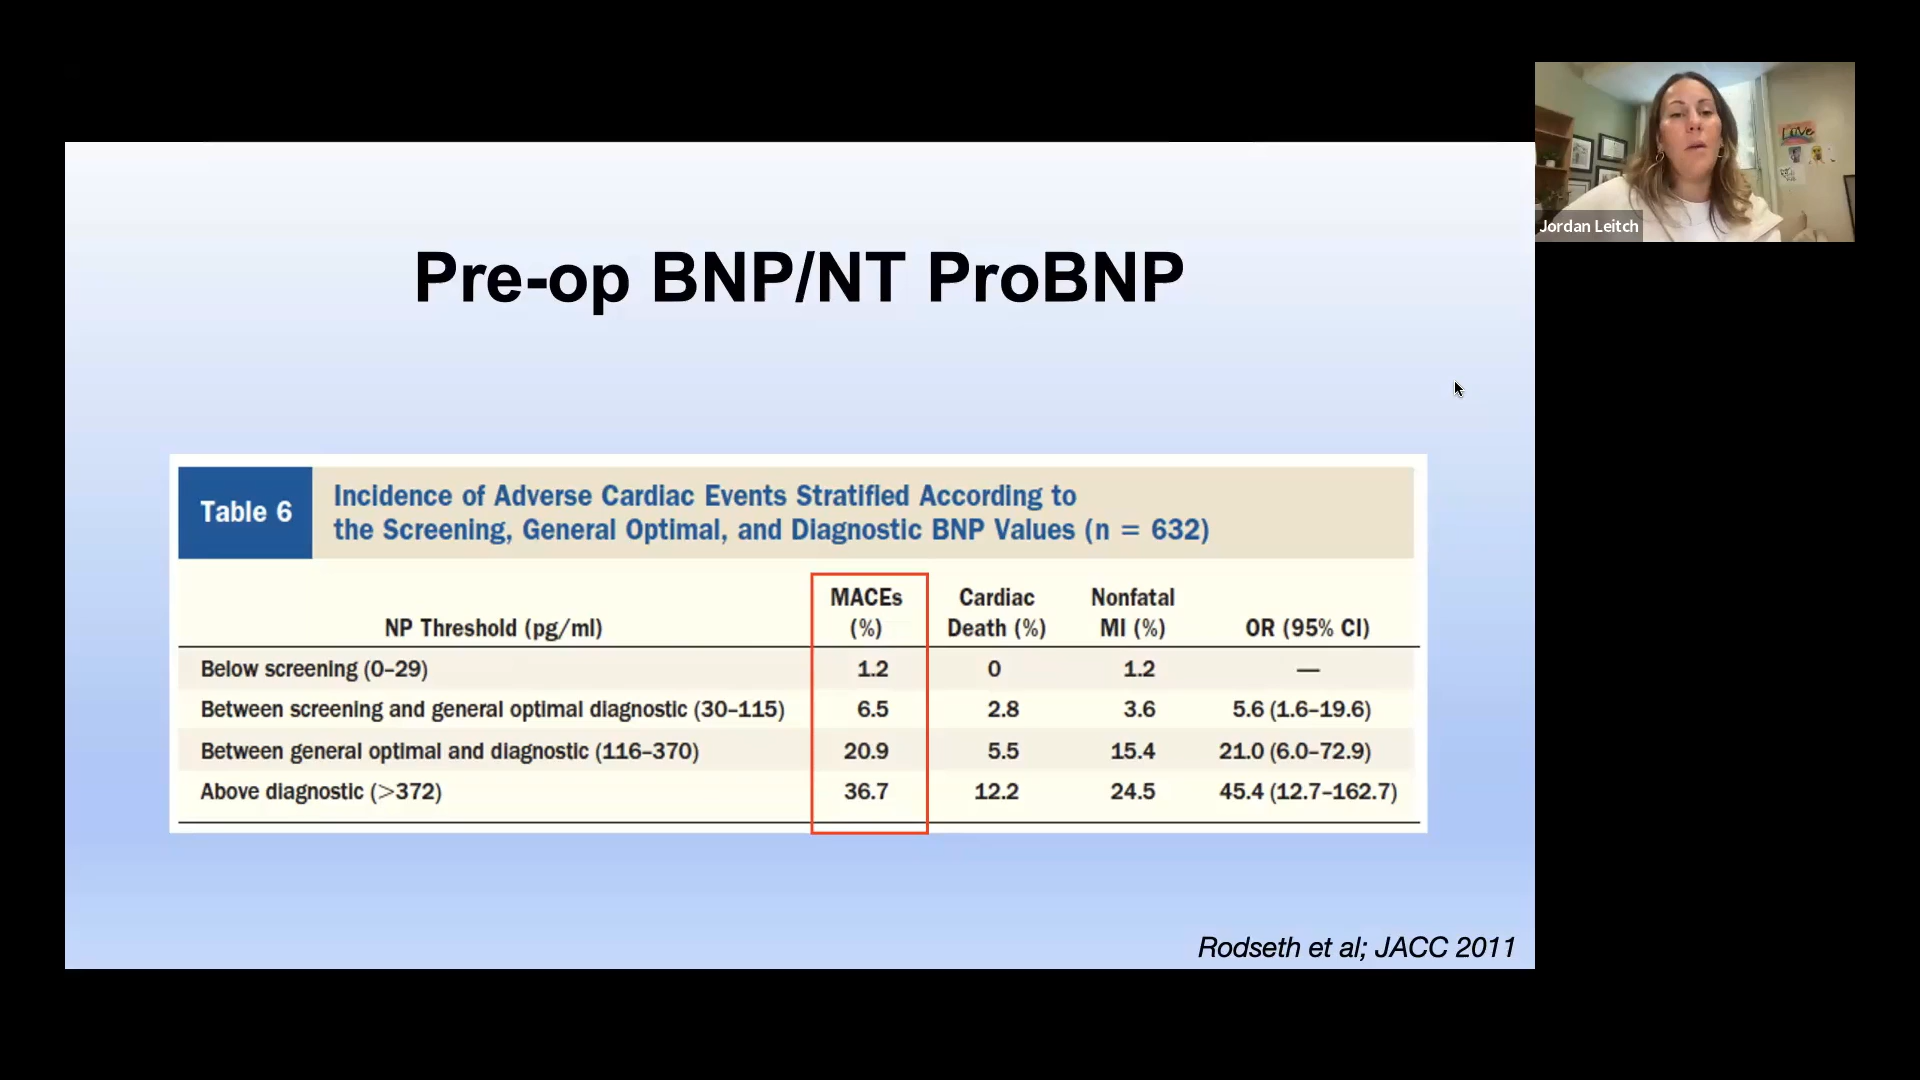 Jordan Leitch
Pre-op BNP/NT ProBNP
Table 6
Incidence of Adverse Cardiac Events Stratified According to
the Screening, General Optimal, and Diagnostic BNP Values (n = 632)
NP Threshold (pg/ml) MACEs (%) Cardiac Death (%) Nonfatal MI (%) OR (95% CI)
Below screening (0–29) 1.2 0 1.2 —
Between screening and general optimal diagnostic (30–115) 6.5 2.8 3.6 5.6 (1.6–19.6)
Between general optimal and diagnostic (116–370) 20.9 5.5 15.4 21.0 (6.0–72.9)
Above diagnostic (>372) 36.7 12.2 24.5 45.4 (12.7–162.7)
Rodseth et al; JACC 2011
LOVE